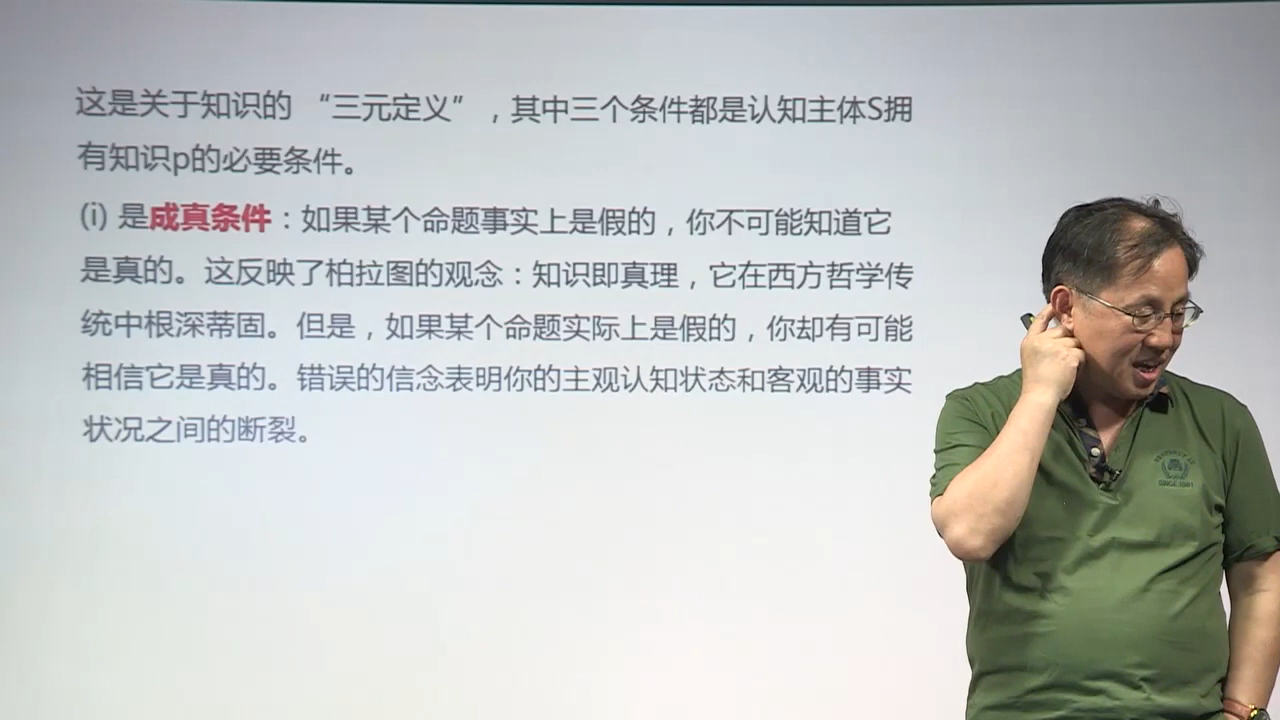 这是关于知识的 “三元定义” ，其中三个条件都是认知主体S拥
有知识p的必要条件。
(i) 是成真条件：如果某个命题事实上是假的，你不可能知道它
是真的。这反映了柏拉图的观念：知识即真理，它在西方哲学传
统中根深蒂固。但是，如果某个命题实际上是假的，你却有可能
相信它是真的。错误的信念表明你的主观认知状态和客观的事实
状况之间的断裂。